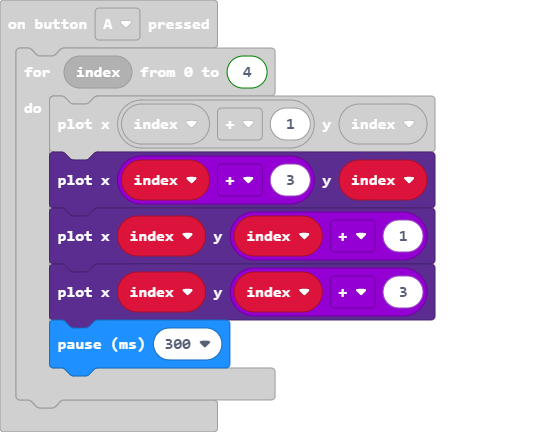 on button A pressed
for index from 0 to 4
do
plot x index + 1 y index
plot x index + 3 y index
plot x index y index + 1
plot x index y index + 3
pause (ms) 300